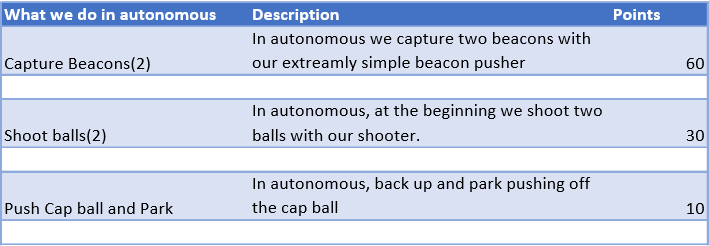 What we do in autonomous Description Points
In autonomous we capture two beacons with
Capture Beacons(2) our extreamly simple beacon pusher 60
In autonomous, at the beginning we shoot two
Shoot balls(2) balls with our shooter. 30
In autonomous, back up and park pushing off
Push Cap ball and Park the cap ball 10